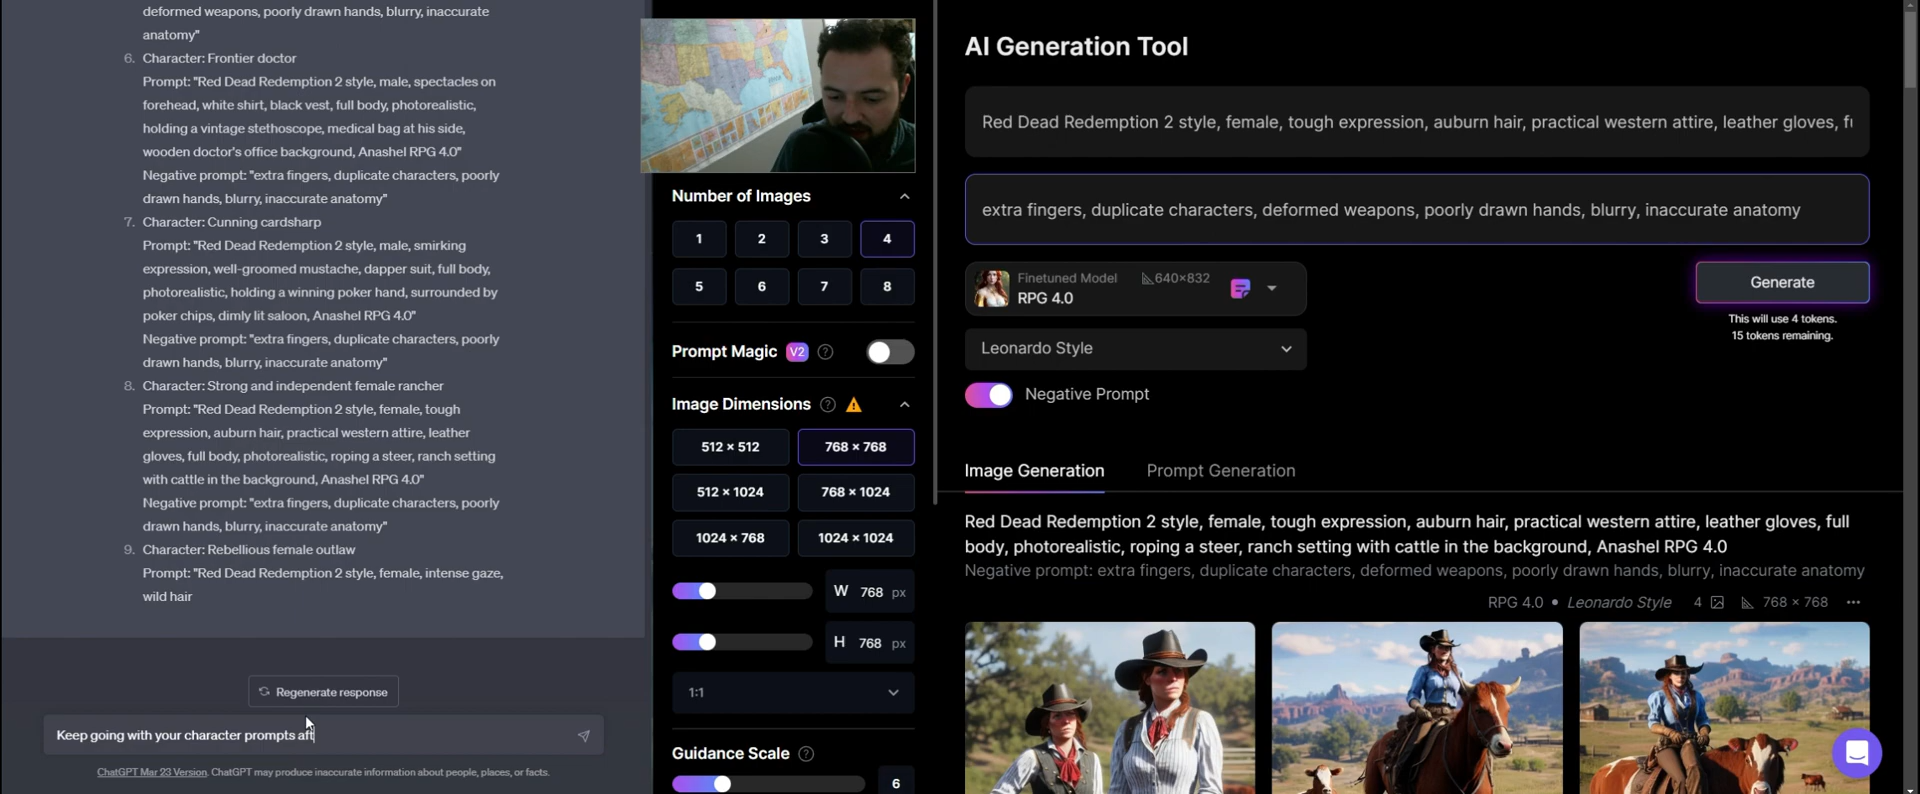 deformed weapons, poorly drawn hands, blurry, inaccurate
anatomy"
6. Character: Frontier doctor
Prompt: "Red Dead Redemption 2 style, male, spectacles on
forehead, white shirt, black vest, full body, photorealistic,
holding a vintage stethoscope, medical bag at his side,
wooden doctor's office background, Anashel RPG 4.0"
Negative prompt: "extra fingers, duplicate characters, poorly
drawn hands, blurry, inaccurate anatomy"
7. Character: Cunning cardsharp
Prompt: "Red Dead Redemption 2 style, male, smirking
expression, well-groomed mustache, dapper suit, full body,
photorealistic, holding a winning poker hand, surrounded by
poker chips, dimly lit saloon, Anashel RPG 4.0"
Negative prompt: "extra fingers, duplicate characters, poorly
drawn hands, blurry, inaccurate anatomy"
8. Character: Strong and independent female rancher
Prompt: "Red Dead Redemption 2 style, female, tough
expression, auburn hair, practical western attire, leather
gloves, full body, photorealistic, roping a steer, ranch setting
with cattle in the background, Anashel RPG 4.0"
Negative prompt: "extra fingers, duplicate characters, poorly
drawn hands, blurry, inaccurate anatomy"
9. Character: Rebellious female outlaw
Prompt: "Red Dead Redemption 2 style, female, intense gaze,
wild hair
Regenerate response
Keep going with your character prompts aft
ChatGPT Mar 23 Version. ChatGPT may produce inaccurate information about people, places, or facts.
Number of Images
1 2 3 4
5 6 7 8
Prompt Magic V2 ?
Image Dimensions ?
512 × 512 768 × 768
512 × 1024 768 × 1024
1024 × 768 1024 × 1024
W 768 px
H 768 px
1:1
Guidance Scale ?
6
AI Generation Tool
Red Dead Redemption 2 style, female, tough expression, auburn hair, practical western attire, leather gloves, fu
extra fingers, duplicate characters, deformed weapons, poorly drawn hands, blurry, inaccurate anatomy
Finetuned Model 640×832
RPG 4.0
Generate
This will use 4 tokens.
15 tokens remaining.
Leonardo Style
Negative Prompt
Image Generation Prompt Generation
Red Dead Redemption 2 style, female, tough expression, auburn hair, practical western attire, leather gloves, full
body, photorealistic, roping a steer, ranch setting with cattle in the background, Anashel RPG 4.0
Negative prompt: extra fingers, duplicate characters, deformed weapons, poorly drawn hands, blurry, inaccurate anatomy
RPG 4.0 • Leonardo Style 4 768 × 768 ...